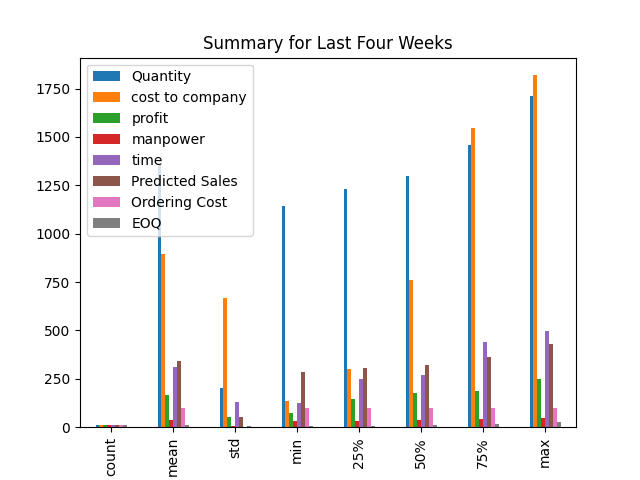 Summary for Last Four Weeks
Quantity
cost to company
profit
manpower
time
Predicted Sales
Ordering Cost
EOQ
1750
1500
1250
1000
750
500
250
0
count
mean
std
min
25%
50%
75%
max